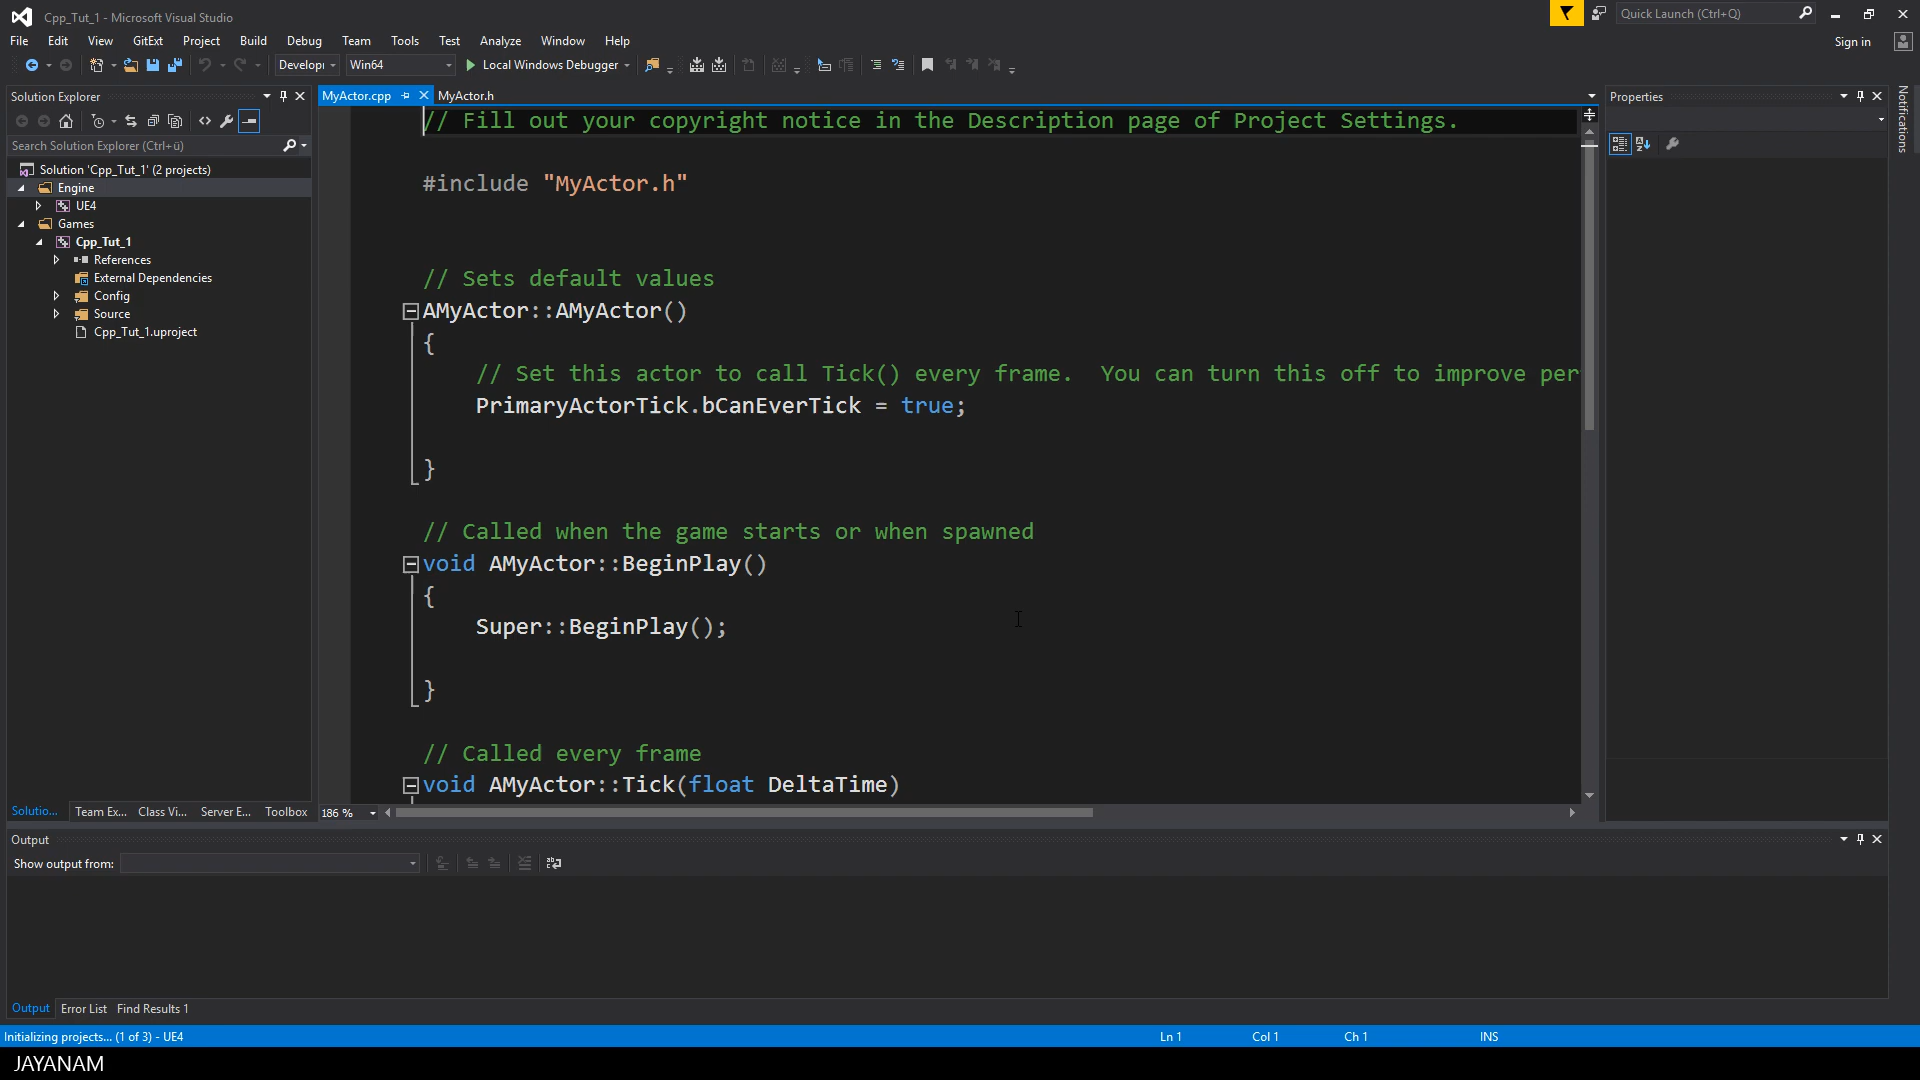 Cpp_Tut_1 - Microsoft Visual Studio
Quick Launch (Ctrl+Q)
File Edit View GitExt Project Build Debug Team Tools Test Analyze Window Help
Sign in
Developi Win64 Local Windows Debugger
Solution Explorer
MyActor.cpp MyActor.h
Properties
Notifications
Search Solution Explorer (Ctrl+ü)
Solution 'Cpp_Tut_1' (2 projects)
Engine
UE4
Games
Cpp_Tut_1
References
External Dependencies
Config
Source
Cpp_Tut_1.uproject
// Fill out your copyright notice in the Description page of Project Settings.
#include "MyActor.h"
// Sets default values
AMyActor::AMyActor()
{
// Set this actor to call Tick() every frame.  You can turn this off to improve per
PrimaryActorTick.bCanEverTick = true;
}
// Called when the game starts or when spawned
void AMyActor::BeginPlay()
{
Super::BeginPlay();
}
// Called every frame
void AMyActor::Tick(float DeltaTime)
Solutio... Team Ex... Class Vi... Server E... Toolbox
186 %
Output
Show output from:
Output Error List Find Results 1
Initializing projects... (1 of 3) - UE4
Ln 1 Col 1 Ch 1 INS
JAYANAM